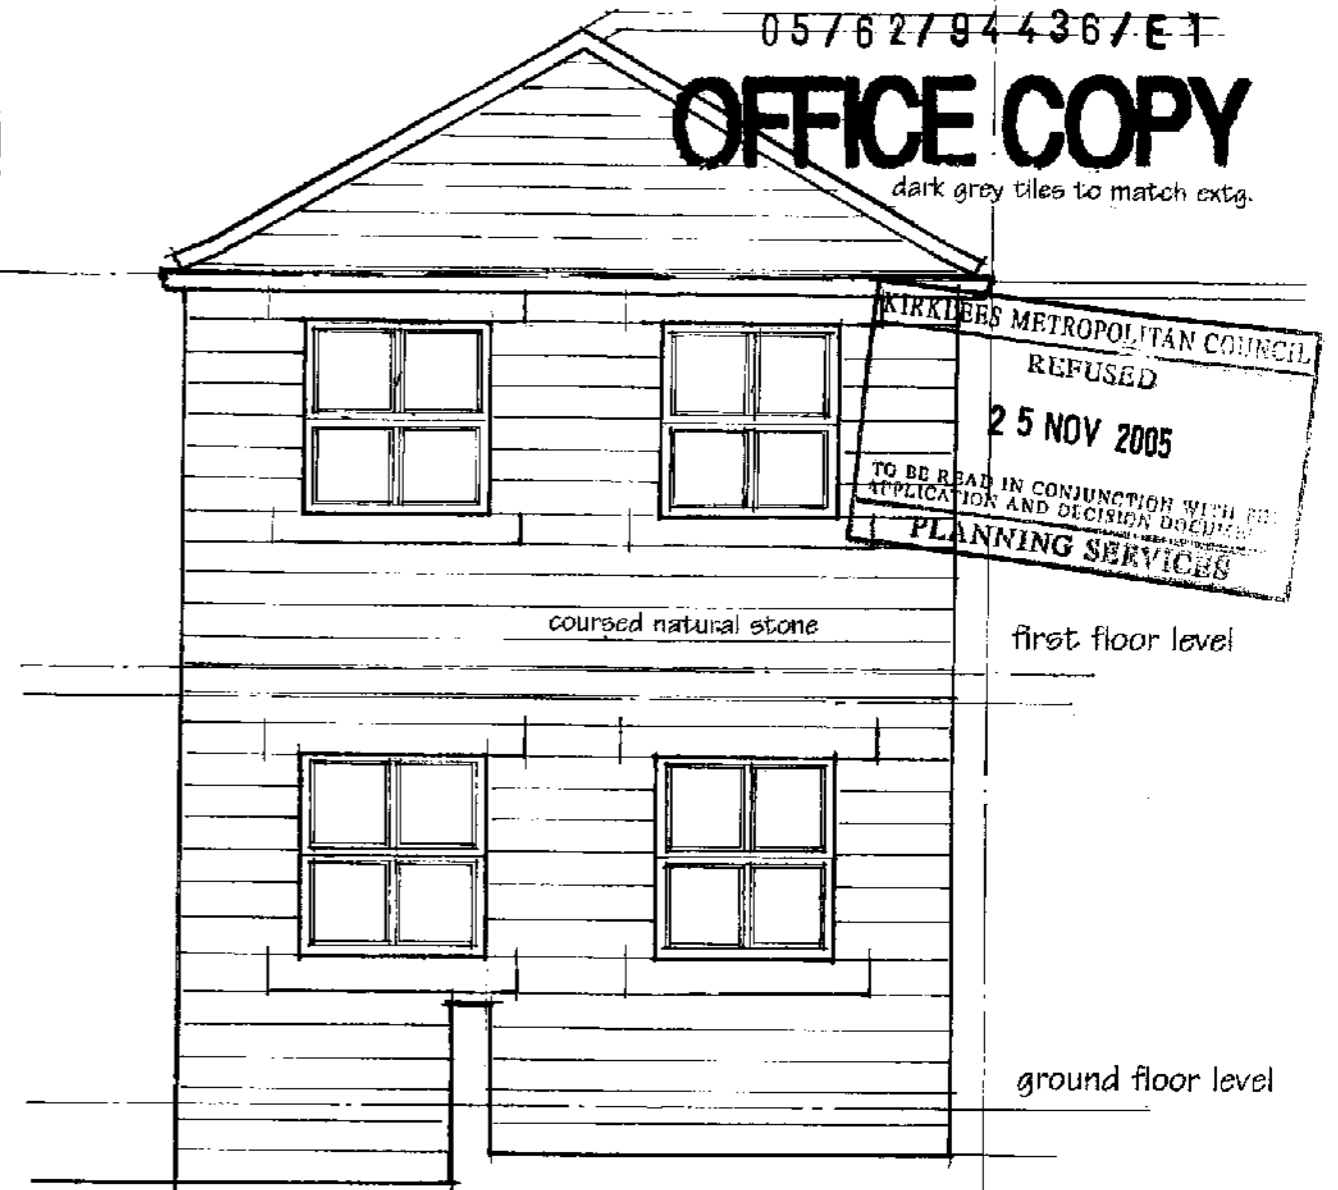 05/62/94436/E1
OFFICE COPY
dark grey tiles to match extg.
KIRKLEES METROPOLITAN COUNCIL
REFUSED
25 NOV 2005
TO BE READ IN CONJUNCTION WITH THE
APPLICATION AND DECISION DOCUMENT
PLANNING SERVICES
coursed natural stone
first floor level
ground floor level